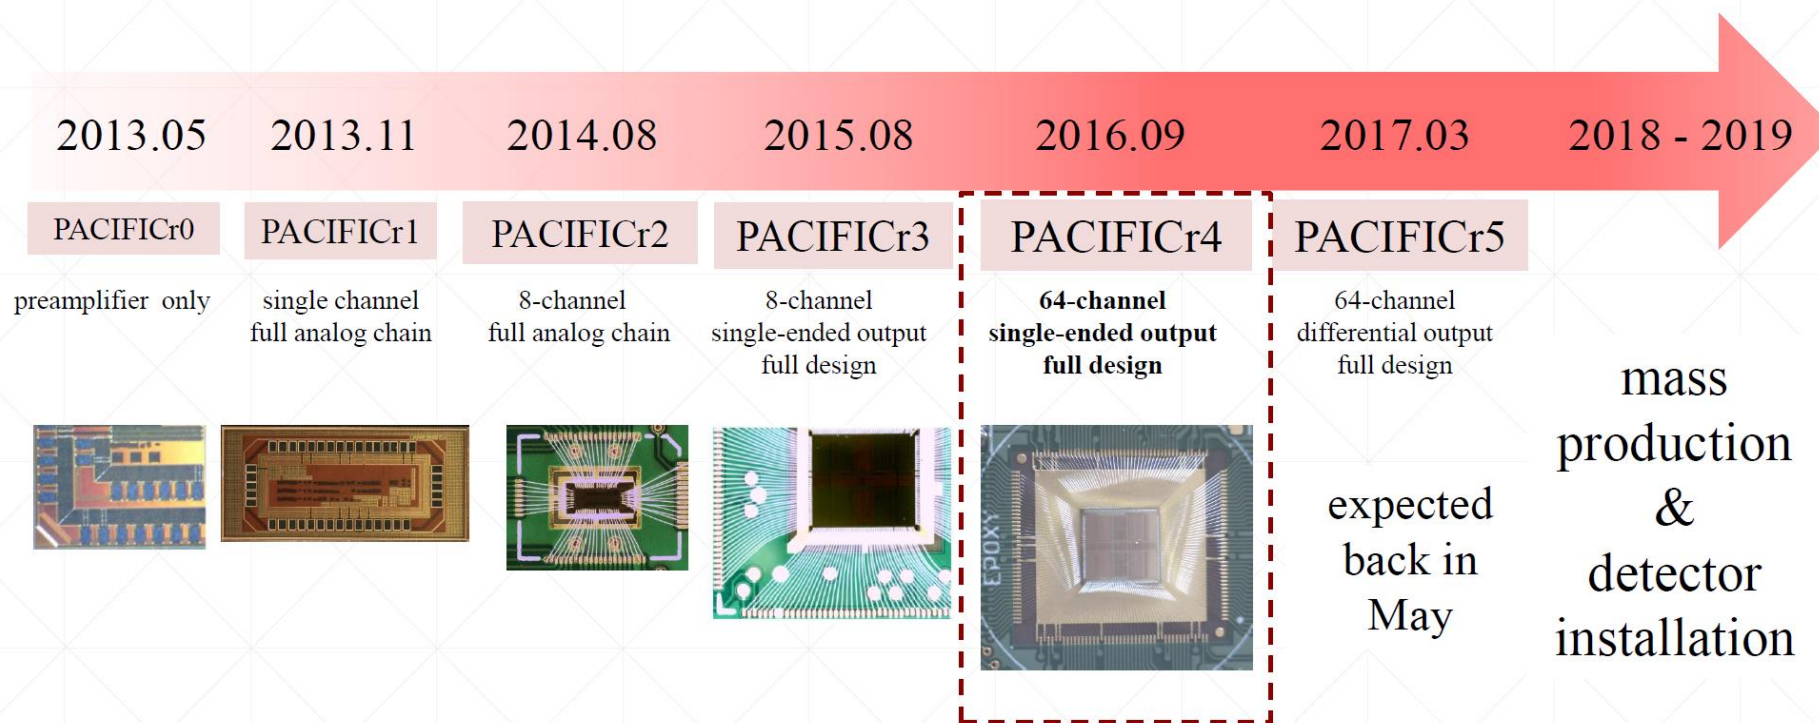 2013.05
2013.11
2014.08
2015.08
2016.09
2017.03
2018 - 2019
PACIFICr0
PACIFICr1
PACIFICr2
PACIFICr3
PACIFICr4
PACIFICr5
preamplifier only
single channel
full analog chain
8-channel
full analog chain
8-channel
single-ended output
full design
64-channel
single-ended output
full design
64-channel
differential output
full design
EPOXY
expected
back in
May
mass
production
&
detector
installation